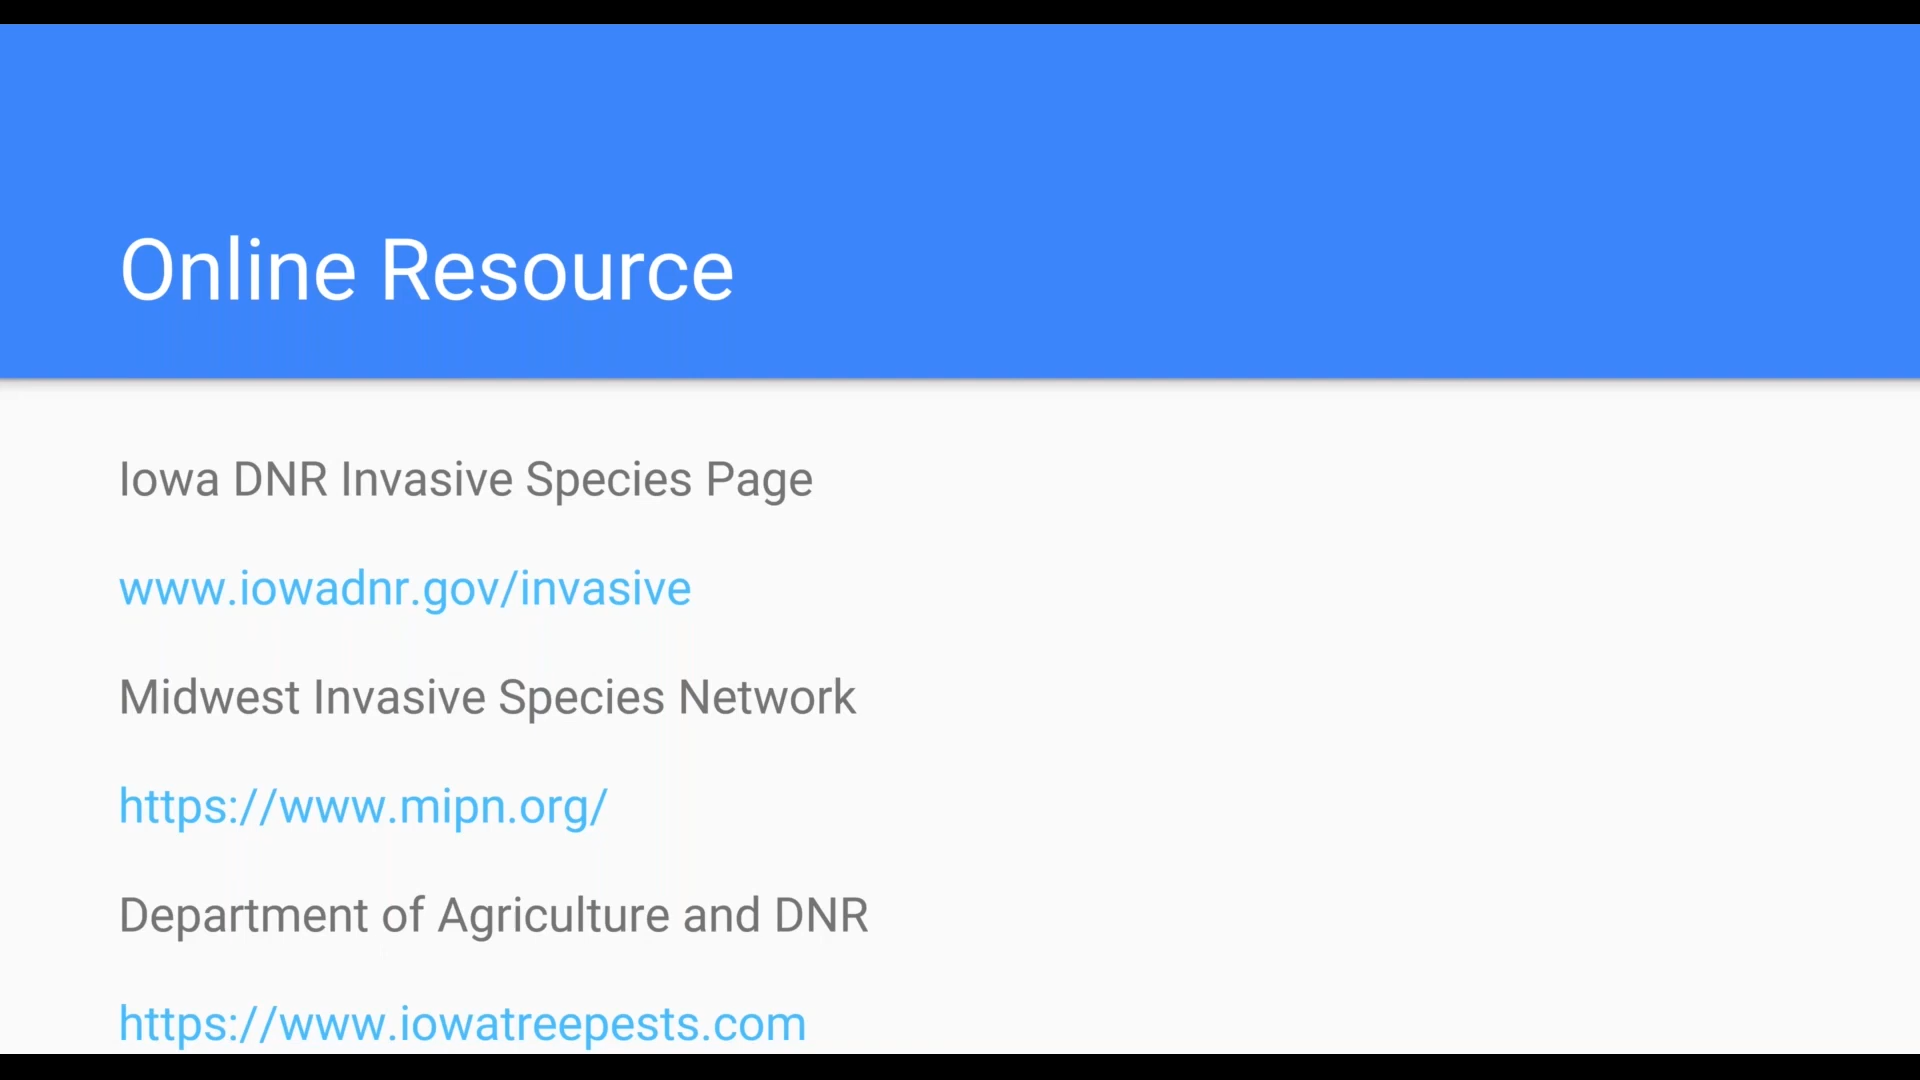 Online Resource
Iowa DNR Invasive Species Page
www.iowadnr.gov/invasive
Midwest Invasive Species Network
https://www.mipn.org/
Department of Agriculture and DNR
https://www.iowatreepests.com